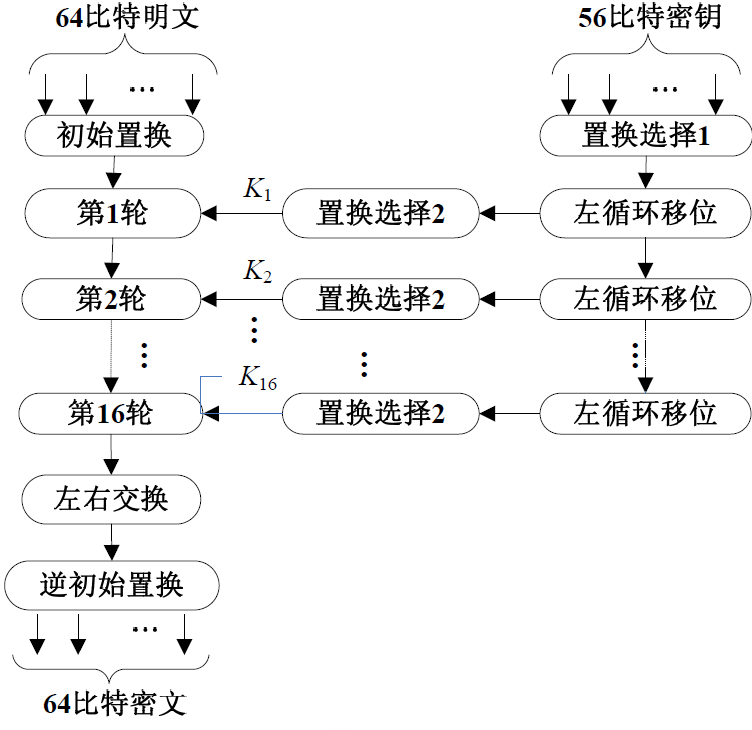 64比特明文 56比特密钥
… …
初始置换 置换选择1
第1轮 K1 置换选择2 左循环移位
第2轮 K2 置换选择2 左循环移位
⋮ ⋮ ⋮ ⋮
第16轮 K16 置换选择2 左循环移位
左右交换
逆初始置换
…
64比特密文